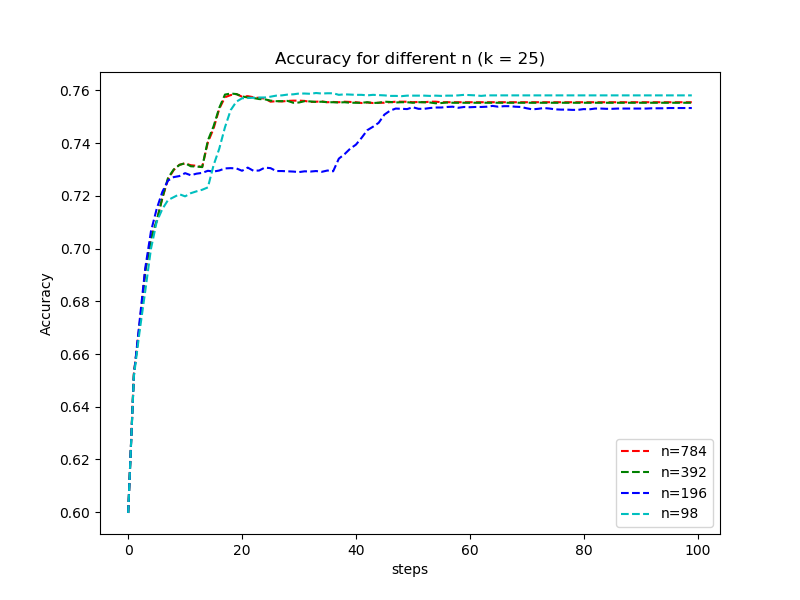 Accuracy for different n (k = 25)
Accuracy
0.76
0.74
0.72
0.70
0.68
0.66
0.64
0.62
0.60
n=784
n=392
n=196
n=98
0 20 40 60 80 100
steps